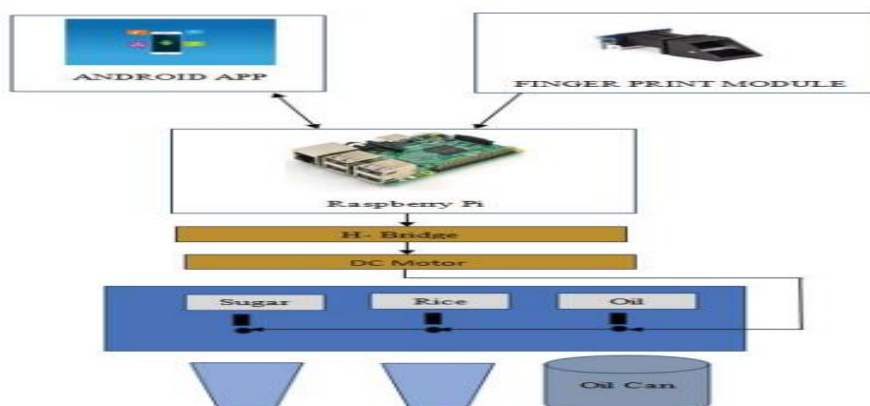 ANDROID APP
FINGER PRINT MODULE
Raspberry Pi
H- Bridge
DC Motor
Sugar
Rice
Oil
Oil Can